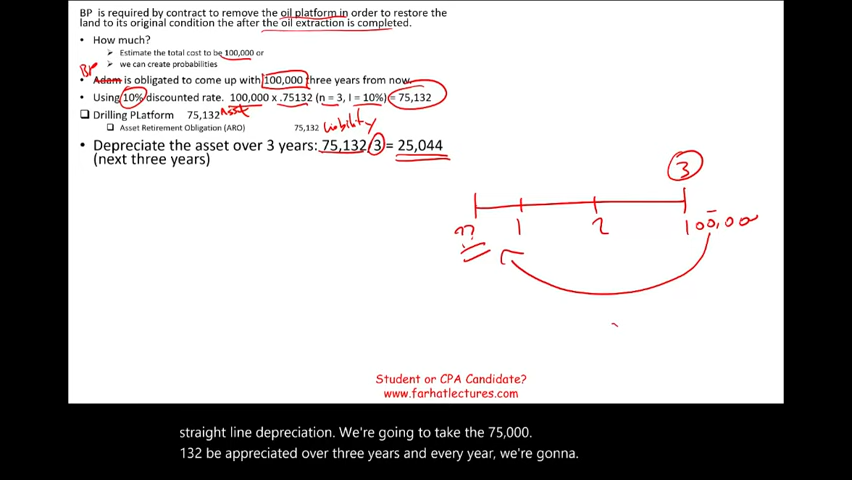 BP is required by contract to remove the oil platform in order to restore the
land to its original condition the after the oil extraction is completed.
• How much?
➢ Estimate the total cost to be 100,000 or
➢ we can create probabilities
BP
• Adam is obligated to come up with 100,000 three years from now.
• Using 10% discounted rate. 100,000 x .75132 (n = 3, I = 10%) = 75,132
❑ Drilling PLatform 75,132 Asset
❑ Asset Retirement Obligation (ARO) 75,132 Liability
• Depreciate the asset over 3 years: 75,132/3 = 25,044
(next three years)
3
?? 1 2 100,000
Student or CPA Candidate?
www.farhatlectures.com
straight line depreciation. We're going to take the 75,000.
132 be appreciated over three years and every year, we're gonna.